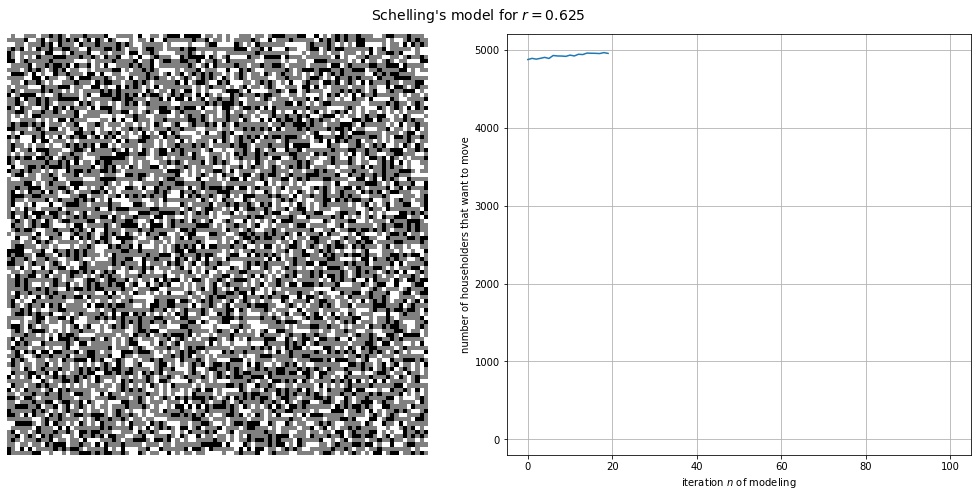 Schelling's model for r = 0.625
number of householders that want to move
5000
4000
3000
2000
1000
0
0 20 40 60 80 100
iteration n of modeling